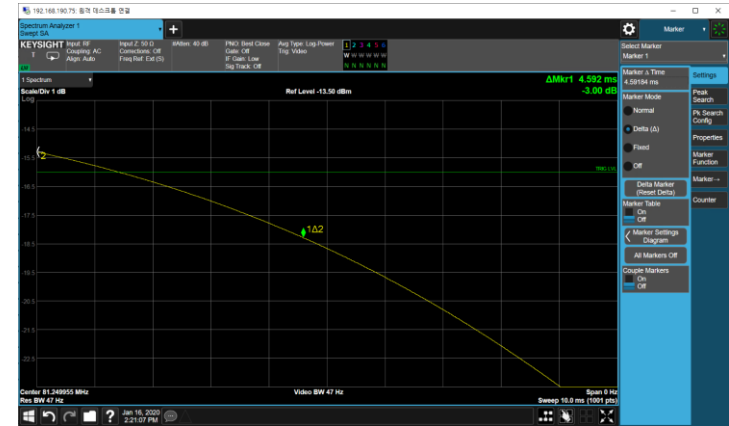 192.168.190.75: 원격 데스크톱 연결
Spectrum Analyzer 1
Swept SA
Marker
KEYSIGHT
Input: RF
Coupling: AC
Align: Auto
Input Z: 50 Ω
Corrections: Off
Freq Ref: Ext (S)
#Atten: 40 dB
PNO: Best Close
Gate: Off
IF Gain: Low
Sig Track: Off
Avg Type: Log-Power
Trig: Video
1 2 3 4 5 6
W W W W W W
N N N N N N
Select Marker
Marker 1
1 Spectrum
Scale/Div 1 dB
Log
Ref Level -13.50 dBm
ΔMkr1 4.592 ms
-3.00 dB
-14.5
-15.5
-16.5
-17.5
-18.5
-19.5
-20.5
-21.5
-22.5
2
1Δ2
TRIG LVL
Marker Δ Time
4.59184 ms
Marker Mode
Normal
Delta (Δ)
Fixed
Off
Delta Marker
(Reset Delta)
Marker Table
On
Off
Marker Settings
Diagram
All Markers Off
Couple Markers
On
Off
Settings
Peak
Search
Pk Search
Config
Properties
Marker
Function
Marker→
Counter
Center 81.249955 MHz
Res BW 47 Hz
Video BW 47 Hz
Span 0 Hz
Sweep 10.0 ms (1001 pts)
Jan 16, 2020
2:21:07 PM